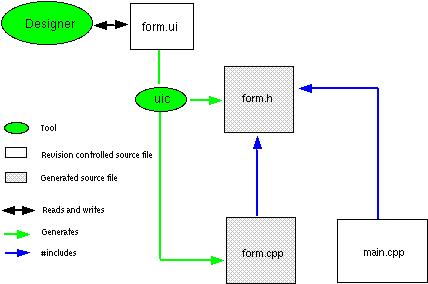 Designer
form.ui
uic
form.h
Tool
Revision controlled source file
Generated source file
Reads and writes
Generates
#includes
form.cpp
main.cpp